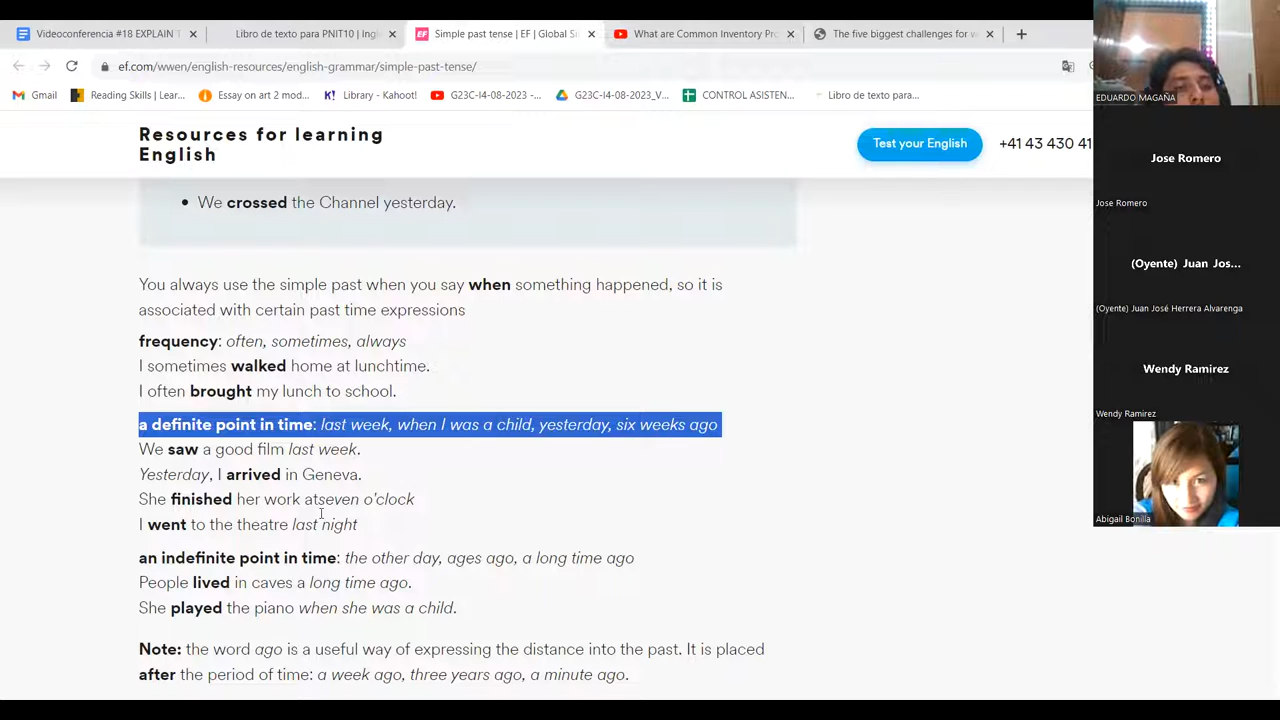 Videoconferencia #18 EXPLAIN T
Libro de texto para PNIT10 | Ingl
Simple past tense | EF | Global Si
What are Common Inventory Pro
The five biggest challenges for w
ef.com/wwen/english-resources/english-grammar/simple-past-tense/
Gmail
Reading Skills | Lear...
Essay on art 2 mod...
Library - Kahoot!
G23C-I4-08-2023 -...
G23C-I4-08-2023_V...
CONTROL ASISTEN...
Libro de texto para...
Resources for learning
English
Test your English
+41 43 430 41
We crossed the Channel yesterday.
You always use the simple past when you say when something happened, so it is
associated with certain past time expressions
frequency: often, sometimes, always
I sometimes walked home at lunchtime.
I often brought my lunch to school.
a definite point in time: last week, when I was a child, yesterday, six weeks ago
We saw a good film last week.
Yesterday, I arrived in Geneva.
She finished her work atseven o'clock
I went to the theatre last night
an indefinite point in time: the other day, ages ago, a long time ago
People lived in caves a long time ago.
She played the piano when she was a child.
Note: the word ago is a useful way of expressing the distance into the past. It is placed
after the period of time: a week ago, three years ago, a minute ago.
EDUARDO MAGAÑA
Jose Romero
Jose Romero
(Oyente) Juan Jos...
(Oyente) Juan José Herrera Alvarenga
Wendy Ramirez
Wendy Ramirez
Abigail Bonilla